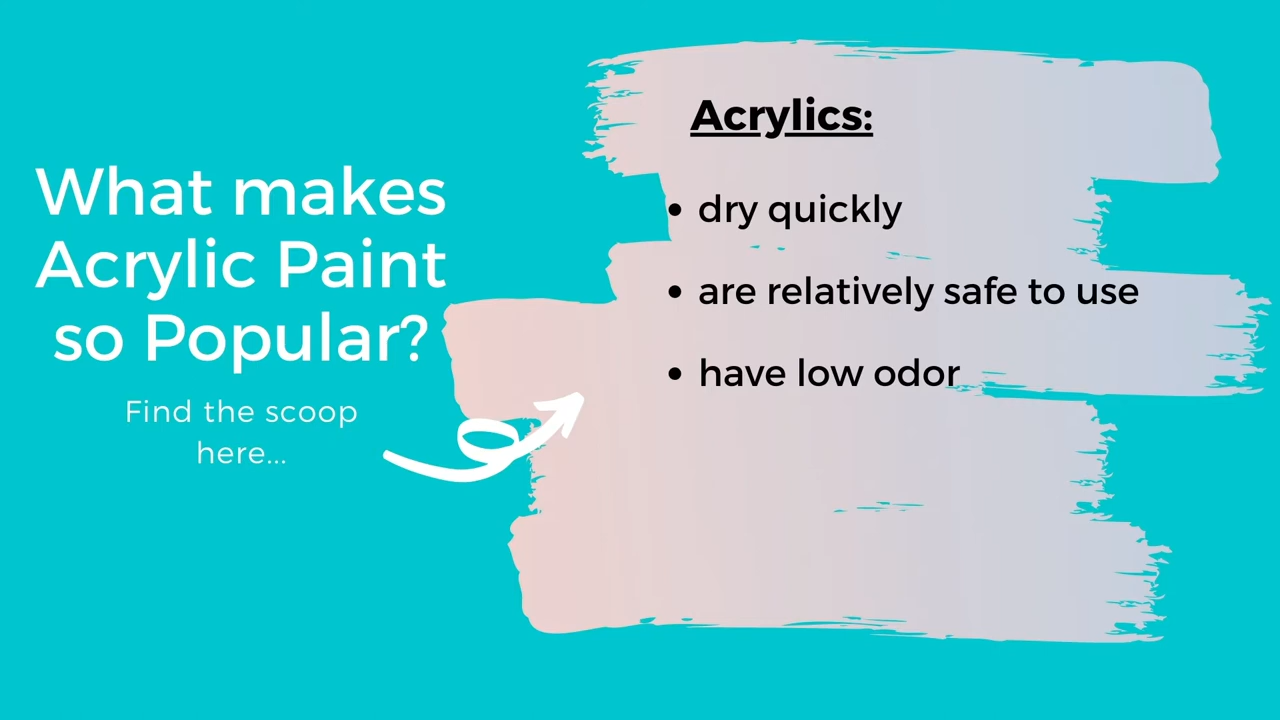 What makes
Acrylic Paint
so Popular?
Find the scoop
here...
Acrylics:
• dry quickly
• are relatively safe to use
• have low odor